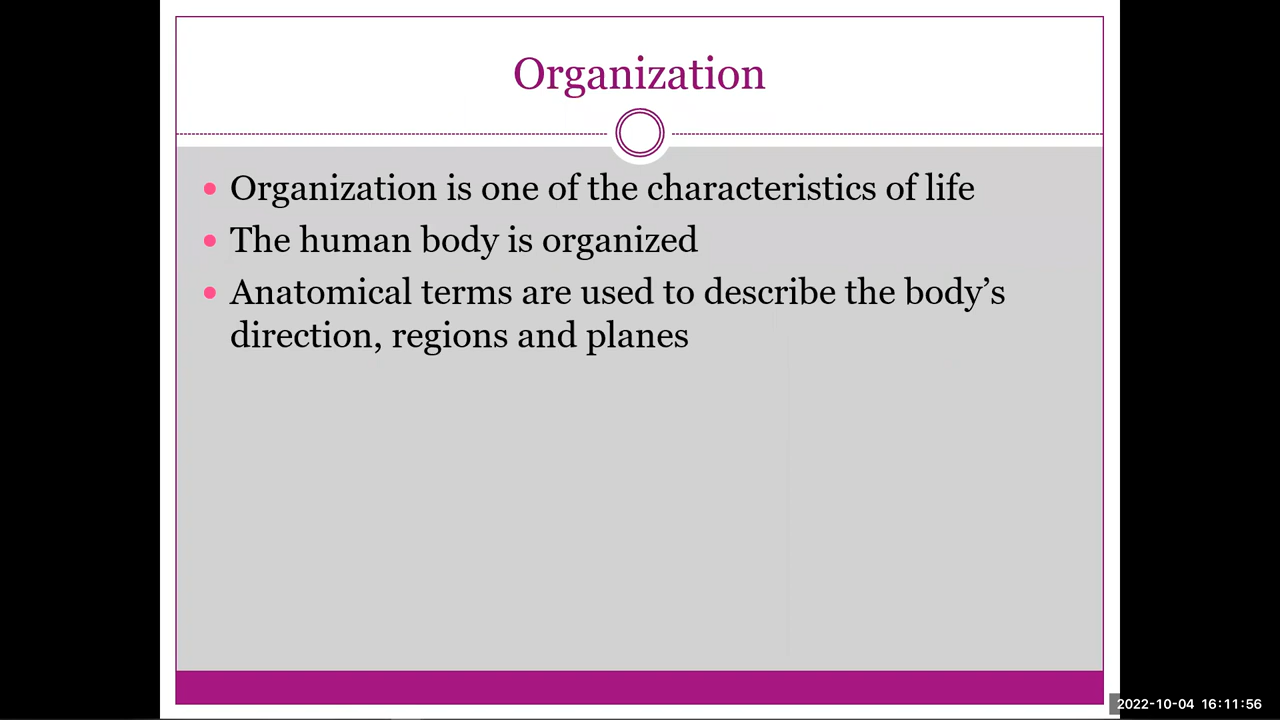 Organization
Organization is one of the characteristics of life
The human body is organized
Anatomical terms are used to describe the body’s
direction, regions and planes
2022-10-04 16:11:56